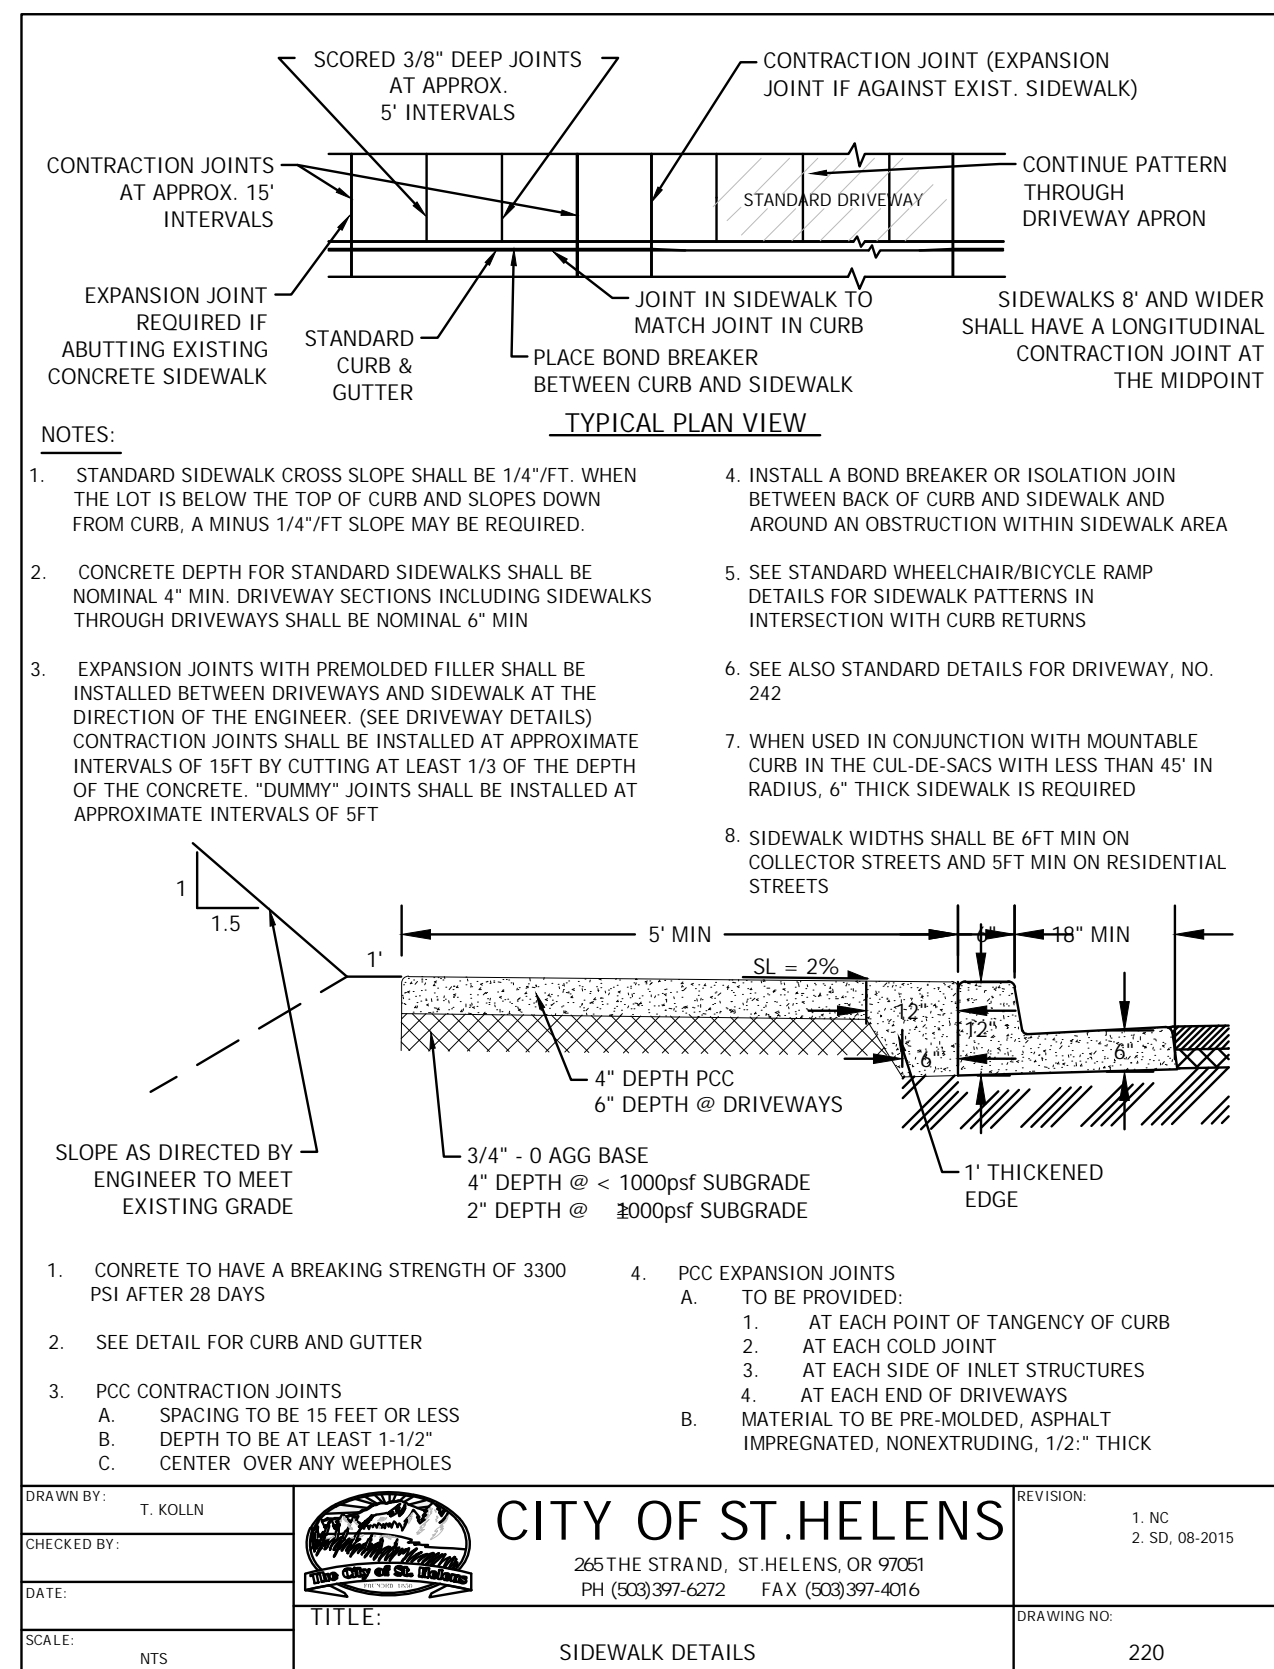 SCORED 3/8" DEEP JOINTS
AT APPROX.
5' INTERVALS
CONTRACTION JOINT (EXPANSION
JOINT IF AGAINST EXIST. SIDEWALK)
CONTRACTION JOINTS
AT APPROX. 15'
INTERVALS
STANDARD DRIVEWAY
CONTINUE PATTERN
THROUGH
DRIVEWAY APRON
EXPANSION JOINT
REQUIRED IF
ABUTTING EXISTING
CONCRETE SIDEWALK
STANDARD
CURB &
GUTTER
JOINT IN SIDEWALK TO
MATCH JOINT IN CURB
PLACE BOND BREAKER
BETWEEN CURB AND SIDEWALK
SIDEWALKS 8' AND WIDER
SHALL HAVE A LONGITUDINAL
CONTRACTION JOINT AT
THE MIDPOINT
TYPICAL PLAN VIEW
NOTES:
1. STANDARD SIDEWALK CROSS SLOPE SHALL BE 1/4"/FT. WHEN
THE LOT IS BELOW THE TOP OF CURB AND SLOPES DOWN
FROM CURB, A MINUS 1/4"/FT SLOPE MAY BE REQUIRED.
2. CONCRETE DEPTH FOR STANDARD SIDEWALKS SHALL BE
NOMINAL 4" MIN. DRIVEWAY SECTIONS INCLUDING SIDEWALKS
THROUGH DRIVEWAYS SHALL BE NOMINAL 6" MIN
3. EXPANSION JOINTS WITH PREMOLDED FILLER SHALL BE
INSTALLED BETWEEN DRIVEWAYS AND SIDEWALK AT THE
DIRECTION OF THE ENGINEER. (SEE DRIVEWAY DETAILS)
CONTRACTION JOINTS SHALL BE INSTALLED AT APPROXIMATE
INTERVALS OF 15FT BY CUTTING AT LEAST 1/3 OF THE DEPTH
OF THE CONCRETE. "DUMMY" JOINTS SHALL BE INSTALLED AT
APPROXIMATE INTERVALS OF 5FT
4. INSTALL A BOND BREAKER OR ISOLATION JOIN
BETWEEN BACK OF CURB AND SIDEWALK AND
AROUND AN OBSTRUCTION WITHIN SIDEWALK AREA
5. SEE STANDARD WHEELCHAIR/BICYCLE RAMP
DETAILS FOR SIDEWALK PATTERNS IN
INTERSECTION WITH CURB RETURNS
6. SEE ALSO STANDARD DETAILS FOR DRIVEWAY, NO.
242
7. WHEN USED IN CONJUNCTION WITH MOUNTABLE
CURB IN THE CUL-DE-SACS WITH LESS THAN 45' IN
RADIUS, 6" THICK SIDEWALK IS REQUIRED
8. SIDEWALK WIDTHS SHALL BE 6FT MIN ON
COLLECTOR STREETS AND 5FT MIN ON RESIDENTIAL
STREETS
1
1.5
1'
5' MIN
6"
18" MIN
SL = 2%
12"
12"
6"
6"
4" DEPTH PCC
6" DEPTH @ DRIVEWAYS
SLOPE AS DIRECTED BY
ENGINEER TO MEET
EXISTING GRADE
3/4" - 0 AGG BASE
4" DEPTH @ < 1000psf SUBGRADE
2" DEPTH @ ≥1000psf SUBGRADE
1' THICKENED
EDGE
1. CONRETE TO HAVE A BREAKING STRENGTH OF 3300
PSI AFTER 28 DAYS
2. SEE DETAIL FOR CURB AND GUTTER
3. PCC CONTRACTION JOINTS
A. SPACING TO BE 15 FEET OR LESS
B. DEPTH TO BE AT LEAST 1-1/2"
C. CENTER OVER ANY WEEPHOLES
4. PCC EXPANSION JOINTS
A. TO BE PROVIDED:
1. AT EACH POINT OF TANGENCY OF CURB
2. AT EACH COLD JOINT
3. AT EACH SIDE OF INLET STRUCTURES
4. AT EACH END OF DRIVEWAYS
B. MATERIAL TO BE PRE-MOLDED, ASPHALT
IMPREGNATED, NONEXTRUDING, 1/2:" THICK
DRAWN BY:
T. KOLLN
CHECKED BY:
DATE:
SCALE:
NTS
The City of St. Helens
FOUNDED 1850
CITY OF ST.HELENS
265 THE STRAND, ST.HELENS, OR 97051
PH (503)397-6272 FAX (503)397-4016
TITLE:
SIDEWALK DETAILS
REVISION:
1. NC
2. SD, 08-2015
DRAWING NO:
220